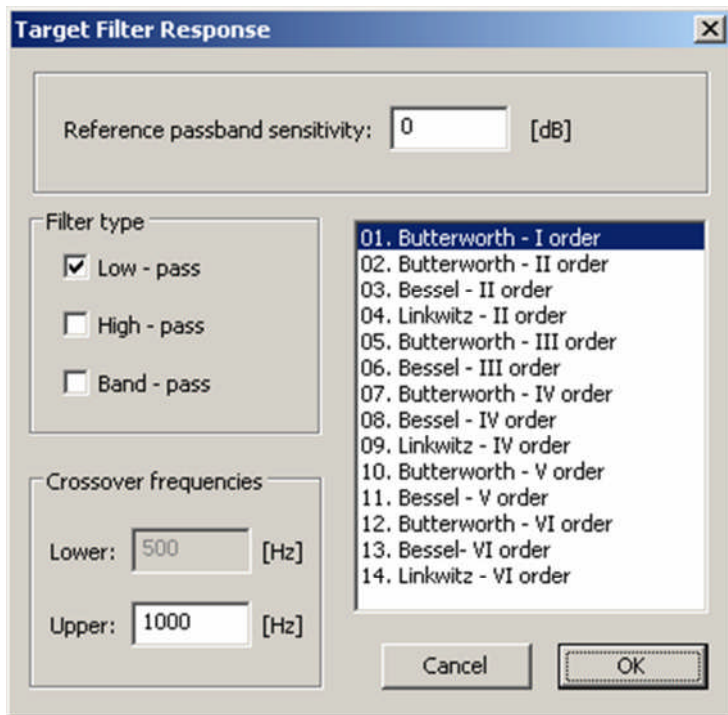 Target Filter Response
Reference passband sensitivity: 0 [dB]
Filter type
Low - pass
High - pass
Band - pass
01. Butterworth - I order
02. Butterworth - II order
03. Bessel - II order
04. Linkwitz - II order
05. Butterworth - III order
06. Bessel - III order
07. Butterworth - IV order
08. Bessel - IV order
09. Linkwitz - IV order
10. Butterworth - V order
11. Bessel - V order
12. Butterworth - VI order
13. Bessel- VI order
14. Linkwitz - VI order
Crossover frequencies
Lower: 500 [Hz]
Upper: 1000 [Hz]
Cancel OK